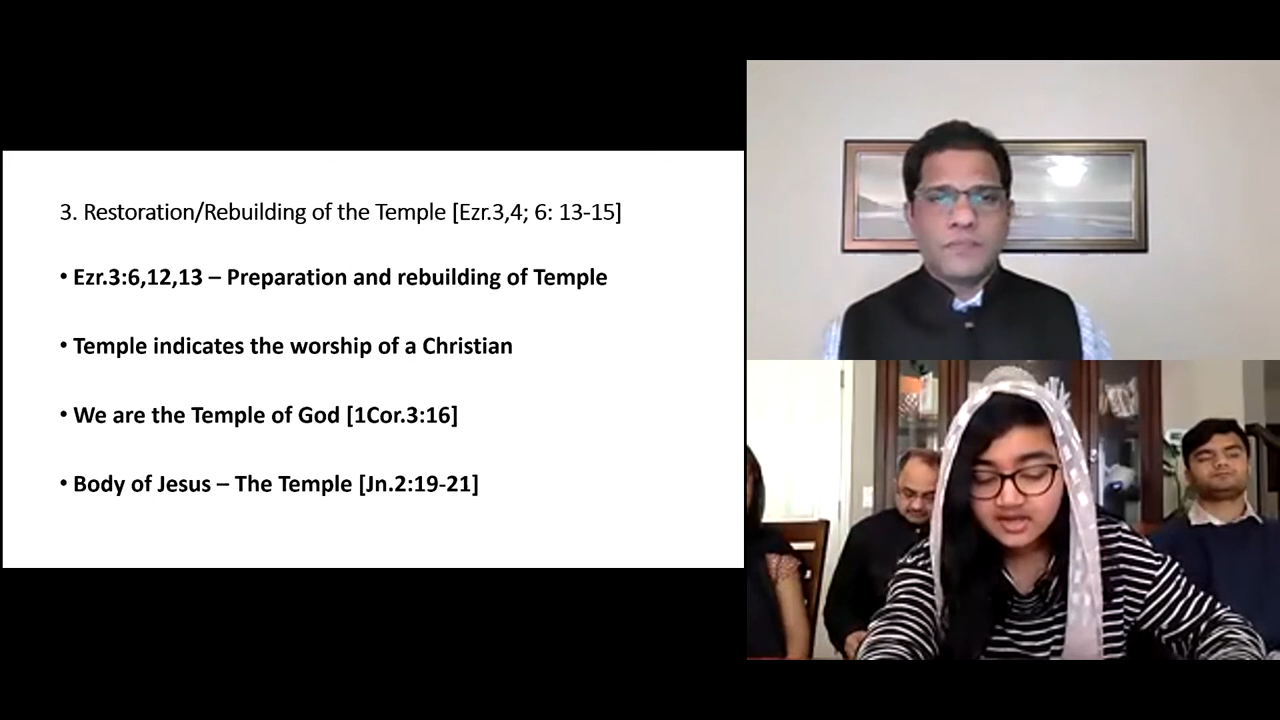 3. Restoration/Rebuilding of the Temple [Ezr.3,4; 6: 13-15]
• Ezr.3:6,12,13 – Preparation and rebuilding of Temple
• Temple indicates the worship of a Christian
• We are the Temple of God [1Cor.3:16]
• Body of Jesus – The Temple [Jn.2:19-21]